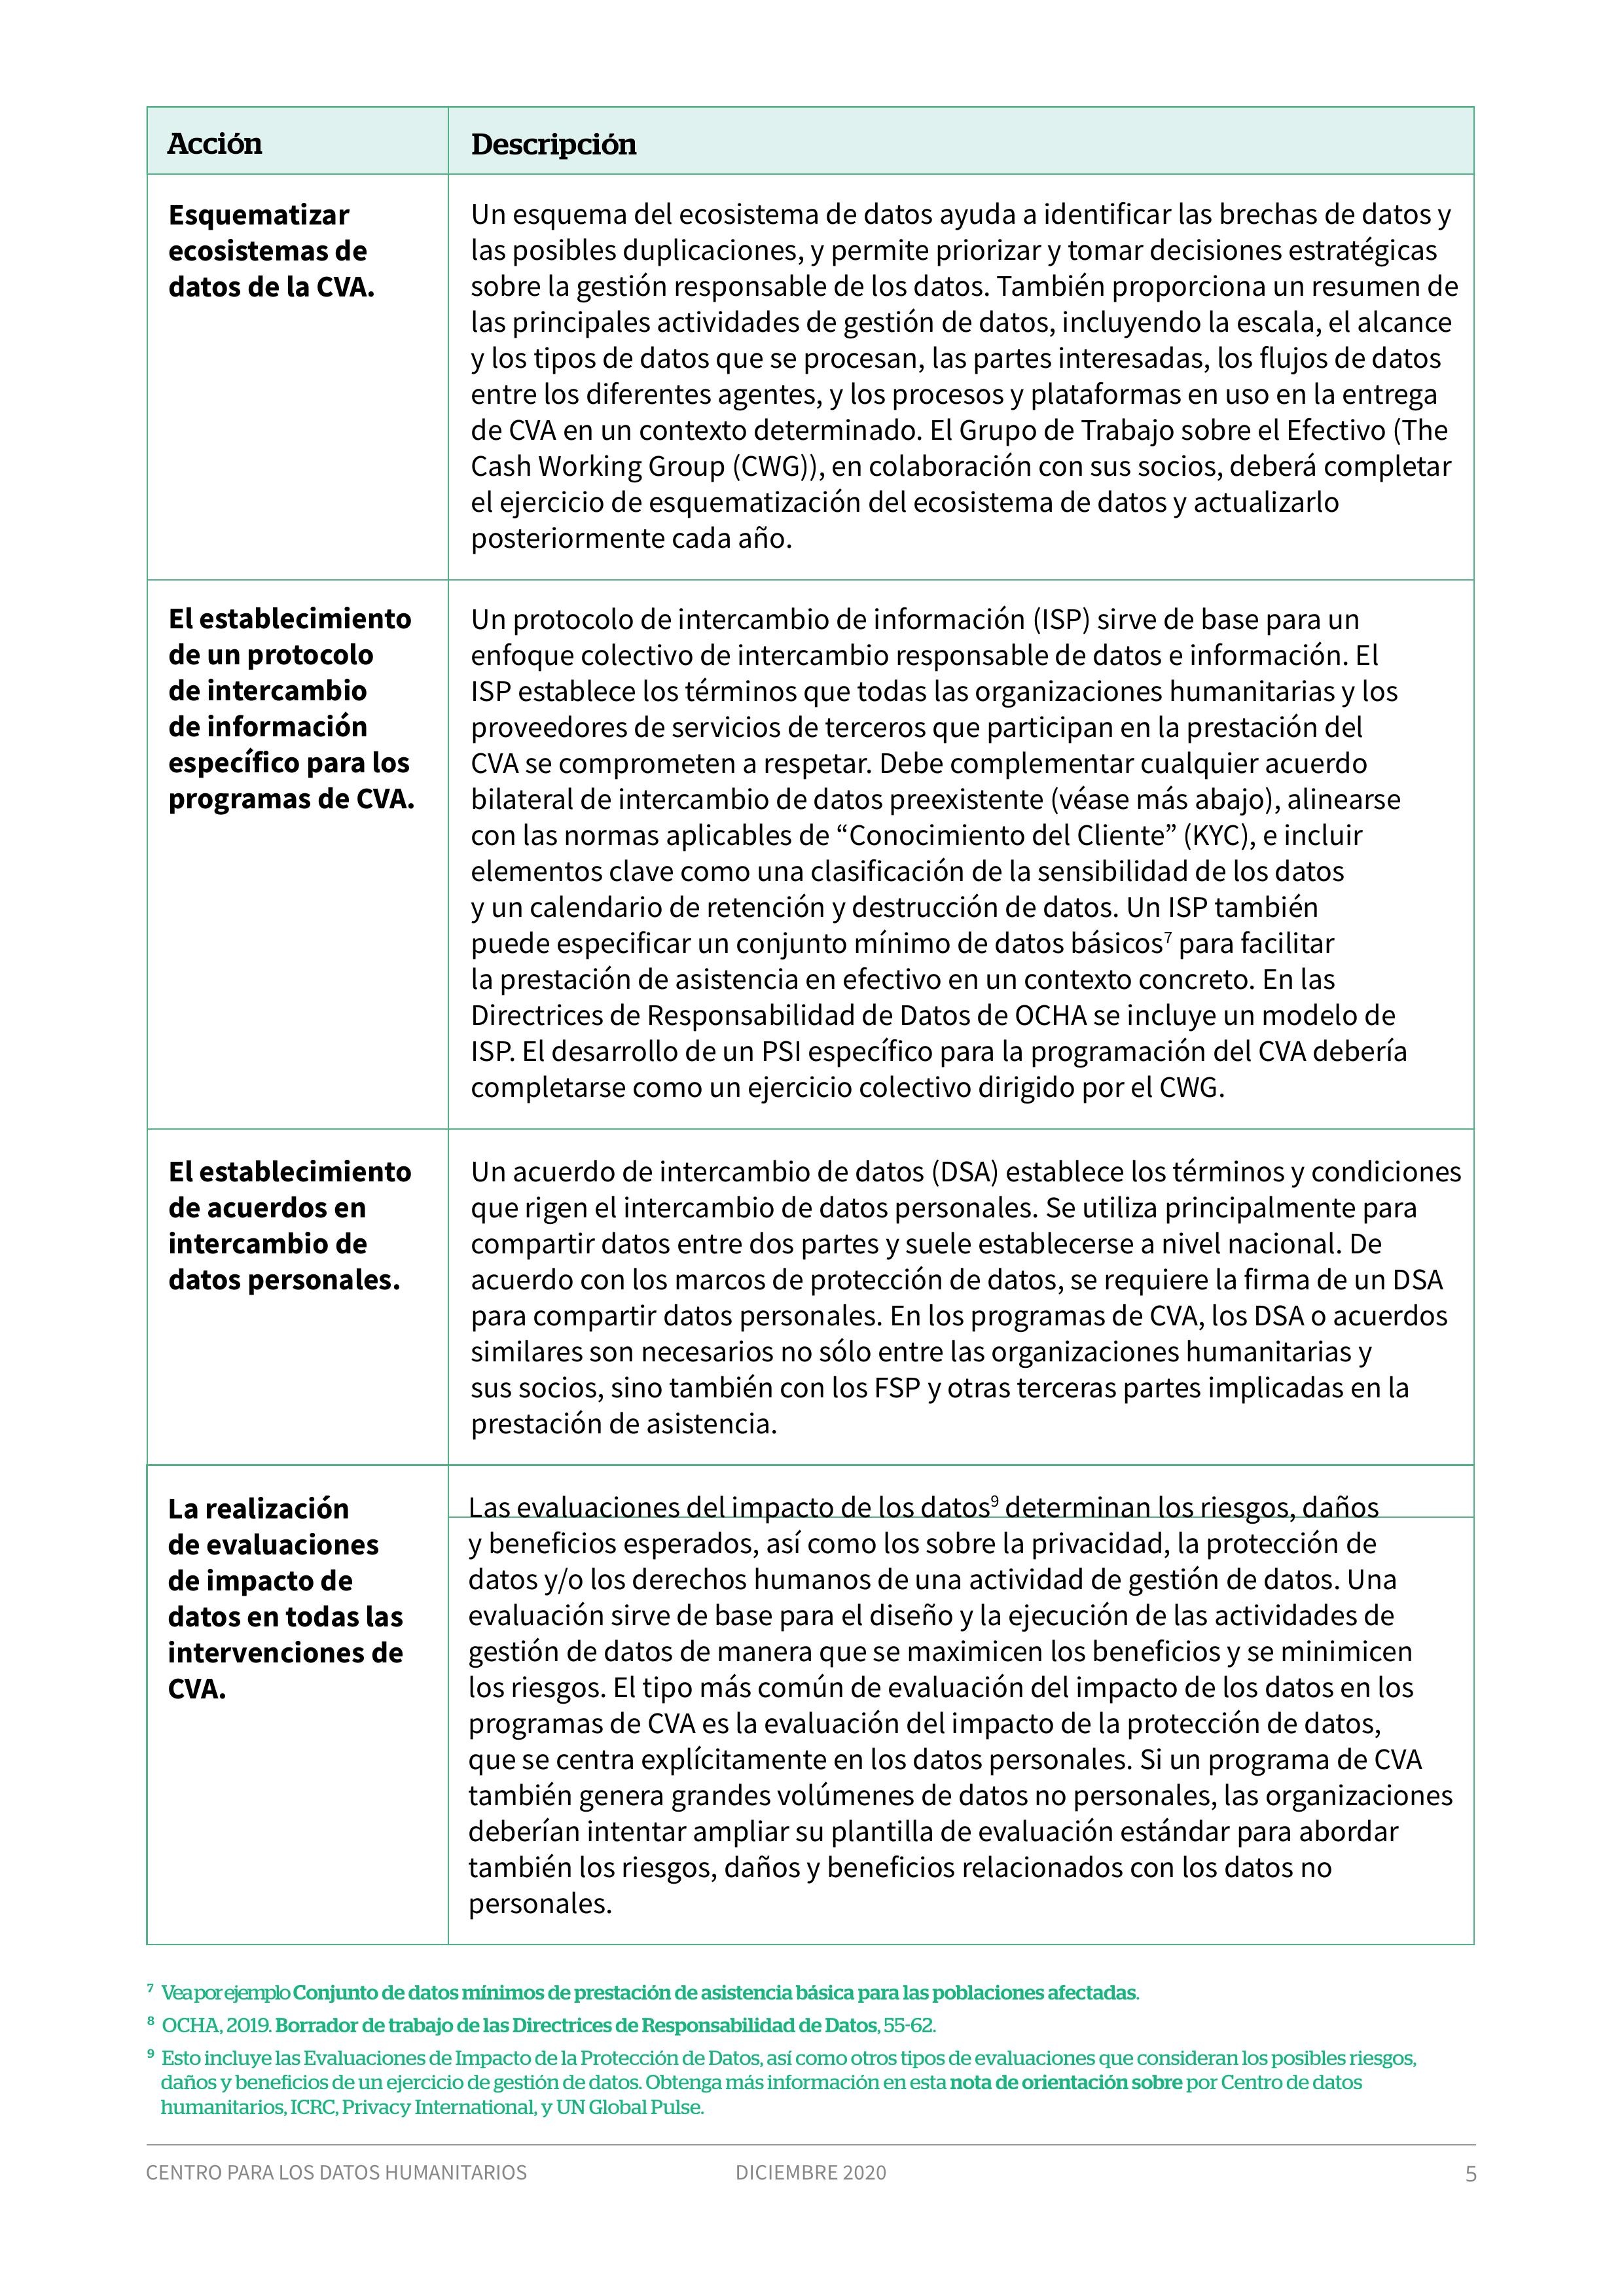 Acción
Descripción
Esquematizar
ecosistemas de
datos de la CVA.
Un esquema del ecosistema de datos ayuda a identificar las brechas de datos y
las posibles duplicaciones, y permite priorizar y tomar decisiones estratégicas
sobre la gestión responsable de los datos. También proporciona un resumen de
las principales actividades de gestión de datos, incluyendo la escala, el alcance
y los tipos de datos que se procesan, las partes interesadas, los flujos de datos
entre los diferentes agentes, y los procesos y plataformas en uso en la entrega
de CVA en un contexto determinado. El Grupo de Trabajo sobre el Efectivo (The
Cash Working Group (CWG)), en colaboración con sus socios, deberá completar
el ejercicio de esquematización del ecosistema de datos y actualizarlo
posteriormente cada año.
El establecimiento
de un protocolo
de intercambio
de información
específico para los
programas de CVA.
Un protocolo de intercambio de información (ISP) sirve de base para un
enfoque colectivo de intercambio responsable de datos e información. El
ISP establece los términos que todas las organizaciones humanitarias y los
proveedores de servicios de terceros que participan en la prestación del
CVA se comprometen a respetar. Debe complementar cualquier acuerdo
bilateral de intercambio de datos preexistente (véase más abajo), alinearse
con las normas aplicables de “Conocimiento del Cliente” (KYC), e incluir
elementos clave como una clasificación de la sensibilidad de los datos
y un calendario de retención y destrucción de datos. Un ISP también
puede especificar un conjunto mínimo de datos básicos7 para facilitar
la prestación de asistencia en efectivo en un contexto concreto. En las
Directrices de Responsabilidad de Datos de OCHA se incluye un modelo de
ISP. El desarrollo de un PSI específico para la programación del CVA debería
completarse como un ejercicio colectivo dirigido por el CWG.
El establecimiento
de acuerdos en
intercambio de
datos personales.
Un acuerdo de intercambio de datos (DSA) establece los términos y condiciones
que rigen el intercambio de datos personales. Se utiliza principalmente para
compartir datos entre dos partes y suele establecerse a nivel nacional. De
acuerdo con los marcos de protección de datos, se requiere la firma de un DSA
para compartir datos personales. En los programas de CVA, los DSA o acuerdos
similares son necesarios no sólo entre las organizaciones humanitarias y
sus socios, sino también con los FSP y otras terceras partes implicadas en la
prestación de asistencia.
La realización
de evaluaciones
de impacto de
datos en todas las
intervenciones de
CVA.
Las evaluaciones del impacto de los datos9 determinan los riesgos, daños
y beneficios esperados, así como los sobre la privacidad, la protección de
datos y/o los derechos humanos de una actividad de gestión de datos. Una
evaluación sirve de base para el diseño y la ejecución de las actividades de
gestión de datos de manera que se maximicen los beneficios y se minimicen
los riesgos. El tipo más común de evaluación del impacto de los datos en los
programas de CVA es la evaluación del impacto de la protección de datos,
que se centra explícitamente en los datos personales. Si un programa de CVA
también genera grandes volúmenes de datos no personales, las organizaciones
deberían intentar ampliar su plantilla de evaluación estándar para abordar
también los riesgos, daños y beneficios relacionados con los datos no
personales.
7 Vea por ejemplo Conjunto de datos mínimos de prestación de asistencia básica para las poblaciones afectadas.
8 OCHA, 2019. Borrador de trabajo de las Directrices de Responsabilidad de Datos, 55-62.
9 Esto incluye las Evaluaciones de Impacto de la Protección de Datos, así como otros tipos de evaluaciones que consideran los posibles riesgos,
daños y beneficios de un ejercicio de gestión de datos. Obtenga más información en esta nota de orientación sobre por Centro de datos
humanitarios, ICRC, Privacy International, y UN Global Pulse.
CENTRO PARA LOS DATOS HUMANITARIOS
DICIEMBRE 2020
5